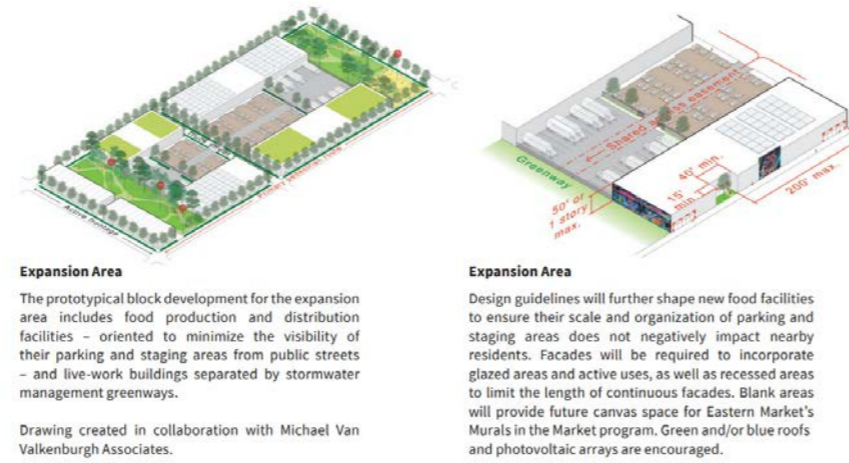 Active frontage
Primary pedestrian route
Expansion Area
The prototypical block development for the expansion
area includes food production and distribution
facilities – oriented to minimize the visibility of
their parking and staging areas from public streets
– and live-work buildings separated by stormwater
management greenways.
Drawing created in collaboration with Michael Van
Valkenburgh Associates.
Shared access easement
Greenway
40' min.
15'
min.
200' max.
50' or
1 story
max.
Expansion Area
Design guidelines will further shape new food facilities
to ensure their scale and organization of parking and
staging areas does not negatively impact nearby
residents. Facades will be required to incorporate
glazed areas and active uses, as well as recessed areas
to limit the length of continuous facades. Blank areas
will provide future canvas space for Eastern Market's
Murals in the Market program. Green and/or blue roofs
and photovoltaic arrays are encouraged.